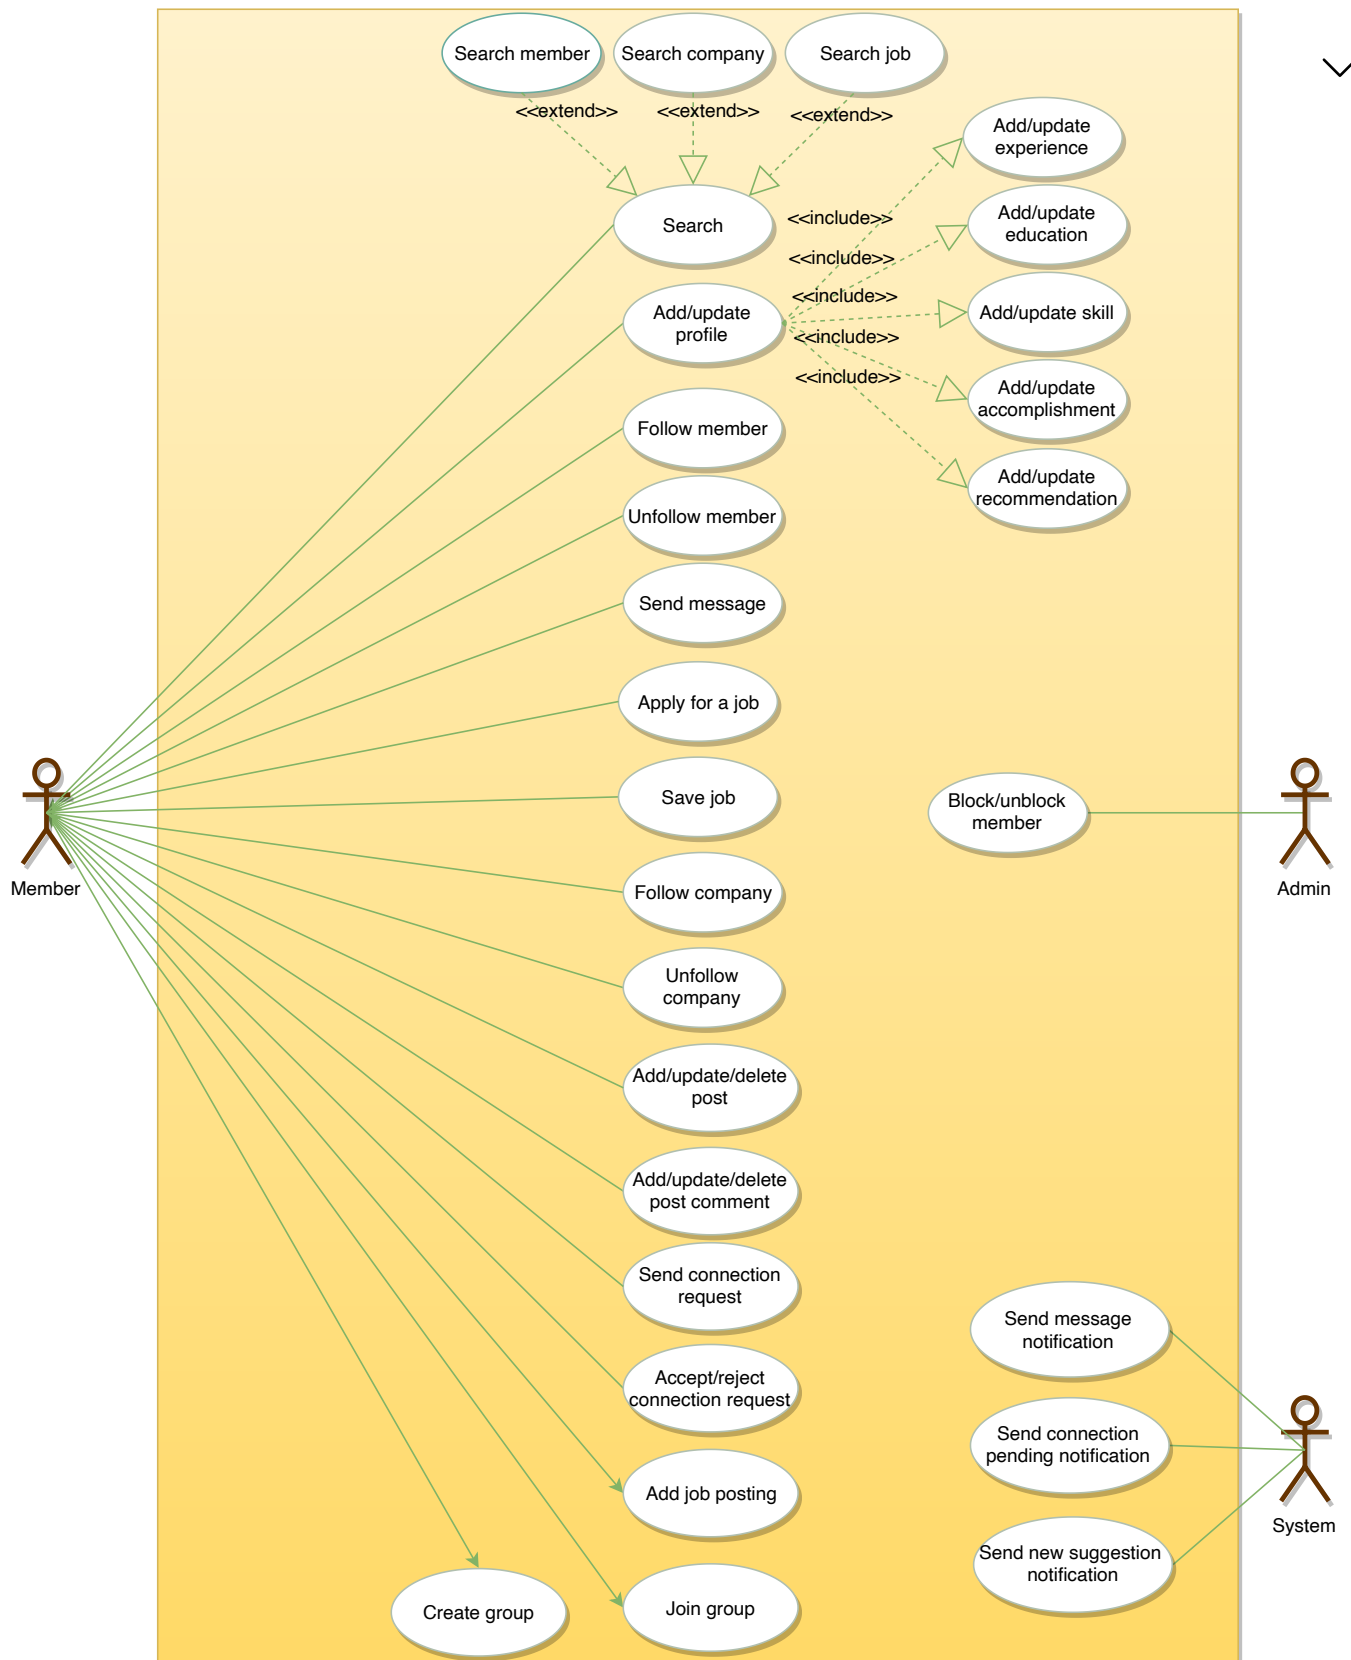 Search member
Search company
Search job
<<extend>>
<<extend>>
<<extend>>
Add/update
experience
Search
<<include>>
Add/update
education
<<include>>
<<include>>
Add/update
profile
Add/update skill
<<include>>
<<include>>
Add/update
accomplishment
Follow member
Add/update
recommendation
Unfollow member
Send message
Apply for a job
Save job
Block/unblock
member
Member
Admin
Follow company
Unfollow
company
Add/update/delete
post
Add/update/delete
post comment
Send connection
request
Send message
notification
Accept/reject
connection request
Send connection
pending notification
Add job posting
System
Send new suggestion
notification
Create group
Join group